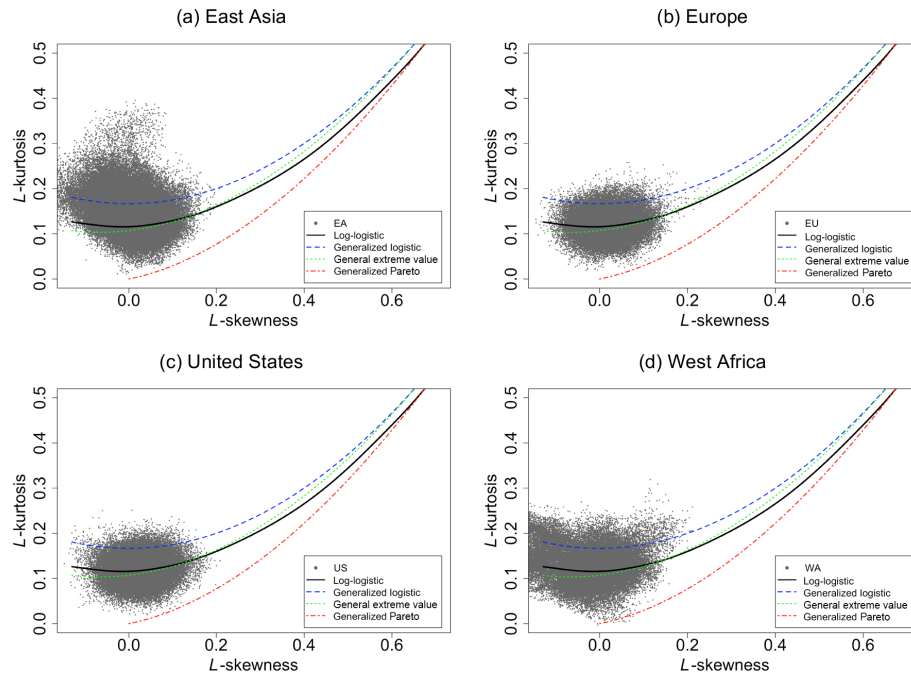 (a) East Asia
L-kurtosis
0.5
0.4
0.3
0.2
0.1
0.0
EA
Log-logistic
Generalized logistic
General extreme value
Generalized Pareto
0.0 0.2 0.4 0.6
L-skewness
(b) Europe
L-kurtosis
0.5
0.4
0.3
0.2
0.1
0.0
EU
Log-logistic
Generalized logistic
General extreme value
Generalized Pareto
0.0 0.2 0.4 0.6
L-skewness
(c) United States
L-kurtosis
0.5
0.4
0.3
0.2
0.1
0.0
US
Log-logistic
Generalized logistic
General extreme value
Generalized Pareto
0.0 0.2 0.4 0.6
L-skewness
(d) West Africa
L-kurtosis
0.5
0.4
0.3
0.2
0.1
0.0
WA
Log-logistic
Generalized logistic
General extreme value
Generalized Pareto
0.0 0.2 0.4 0.6
L-skewness